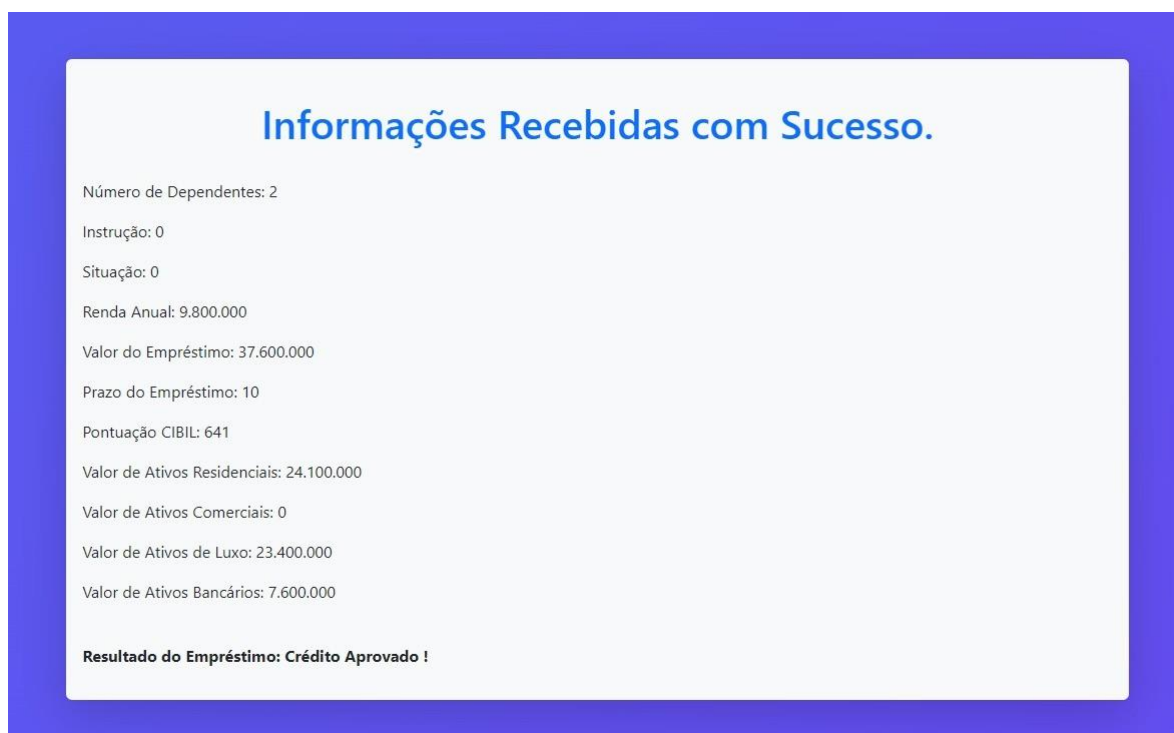 Informações Recebidas com Sucesso.
Número de Dependentes: 2
Instrução: 0
Situação: 0
Renda Anual: 9.800.000
Valor do Empréstimo: 37.600.000
Prazo do Empréstimo: 10
Pontuação CIBIL: 641
Valor de Ativos Residenciais: 24.100.000
Valor de Ativos Comerciais: 0
Valor de Ativos de Luxo: 23.400.000
Valor de Ativos Bancários: 7.600.000
Resultado do Empréstimo: Crédito Aprovado !